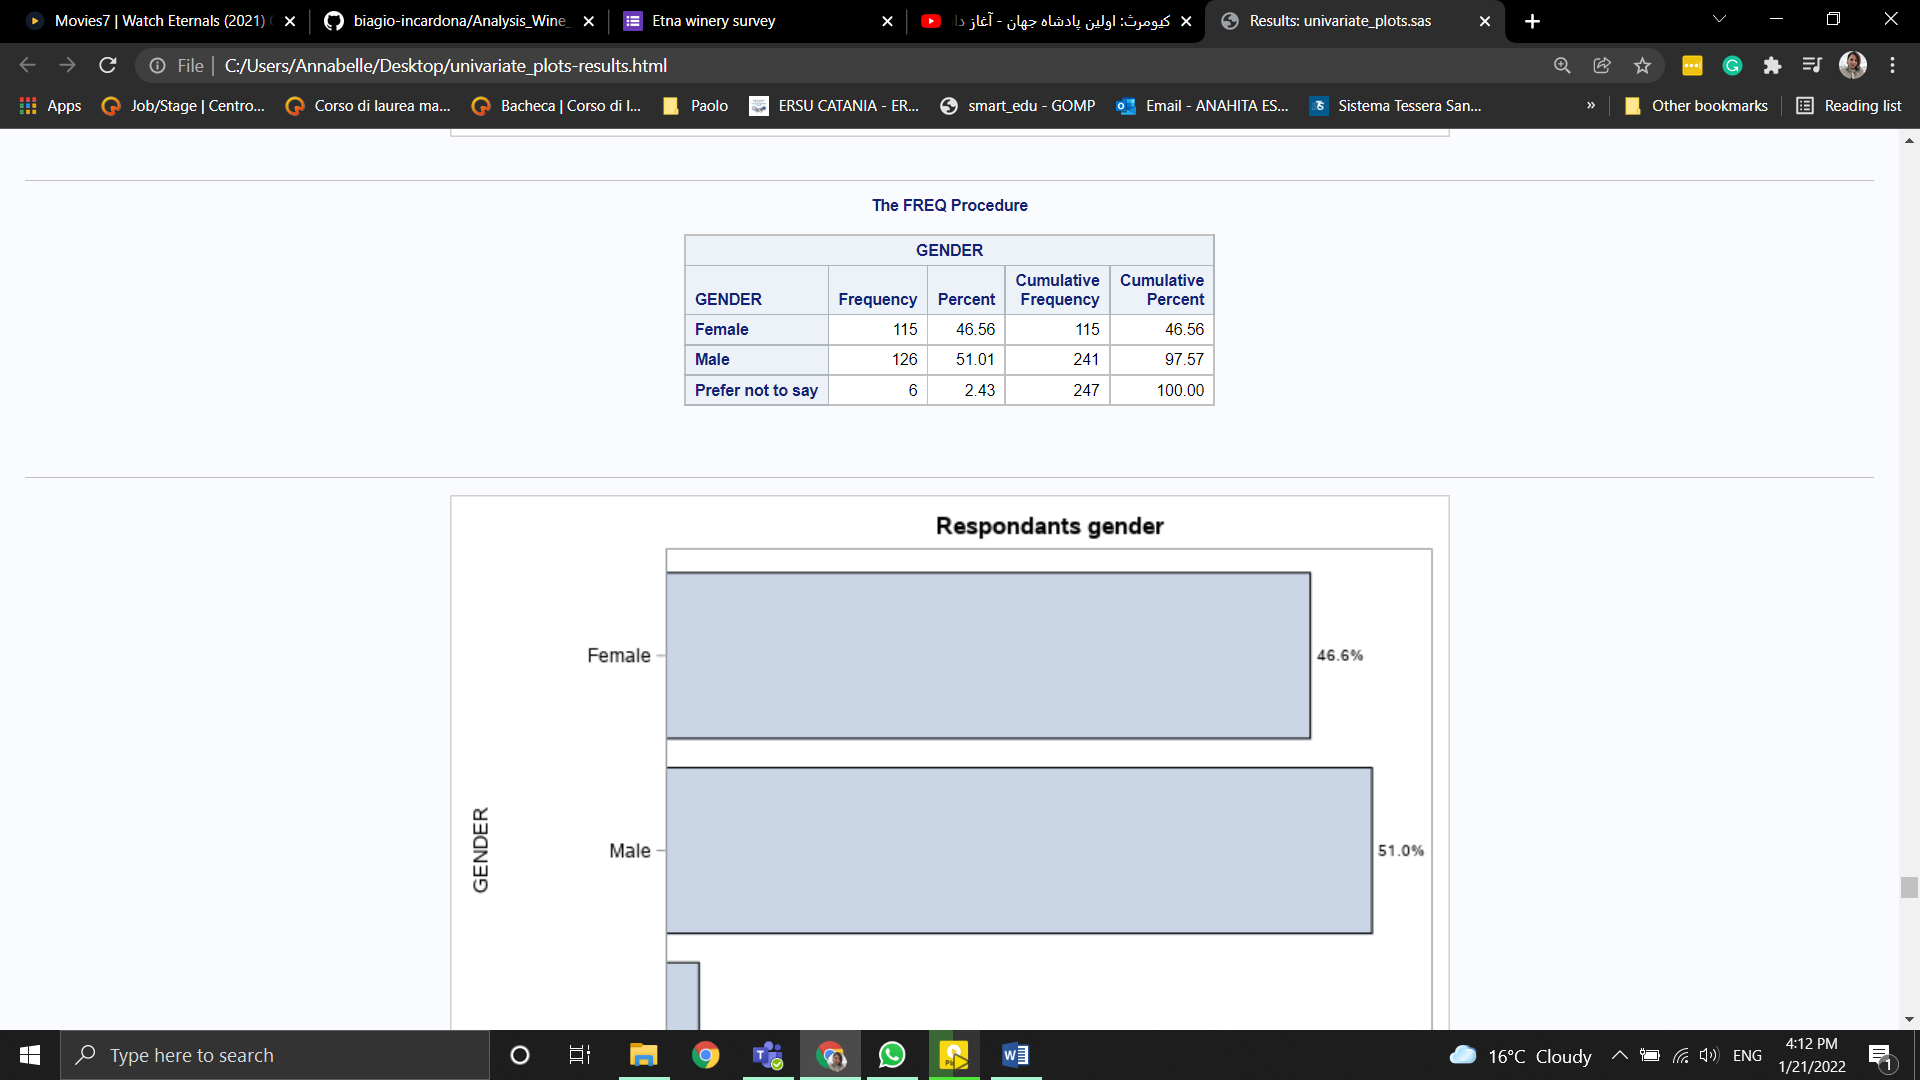 Movies7 | Watch Eternals (2021)
biagio-incardona/Analysis_Wine_
Etna winery survey
کیومرث: اولین پادشاه جهان - آغاز دا
Results: univariate_plots.sas
File | C:/Users/Annabelle/Desktop/univariate_plots-results.html
Apps
Job/Stage | Centro...
Corso di laurea ma...
Bacheca | Corso di l...
Paolo
ERSU CATANIA - ER...
smart_edu - GOMP
Email - ANAHITA ES...
Sistema Tessera San...
»
Other bookmarks
Reading list
The FREQ Procedure
GENDER
GENDER Frequency Percent Cumulative Frequency Cumulative Percent
Female 115 46.56 115 46.56
Male 126 51.01 241 97.57
Prefer not to say 6 2.43 247 100.00
Respondants gender
Female
46.6%
GENDER
Male
51.0%
Type here to search
16°C Cloudy
ENG
4:12 PM
1/21/2022
1